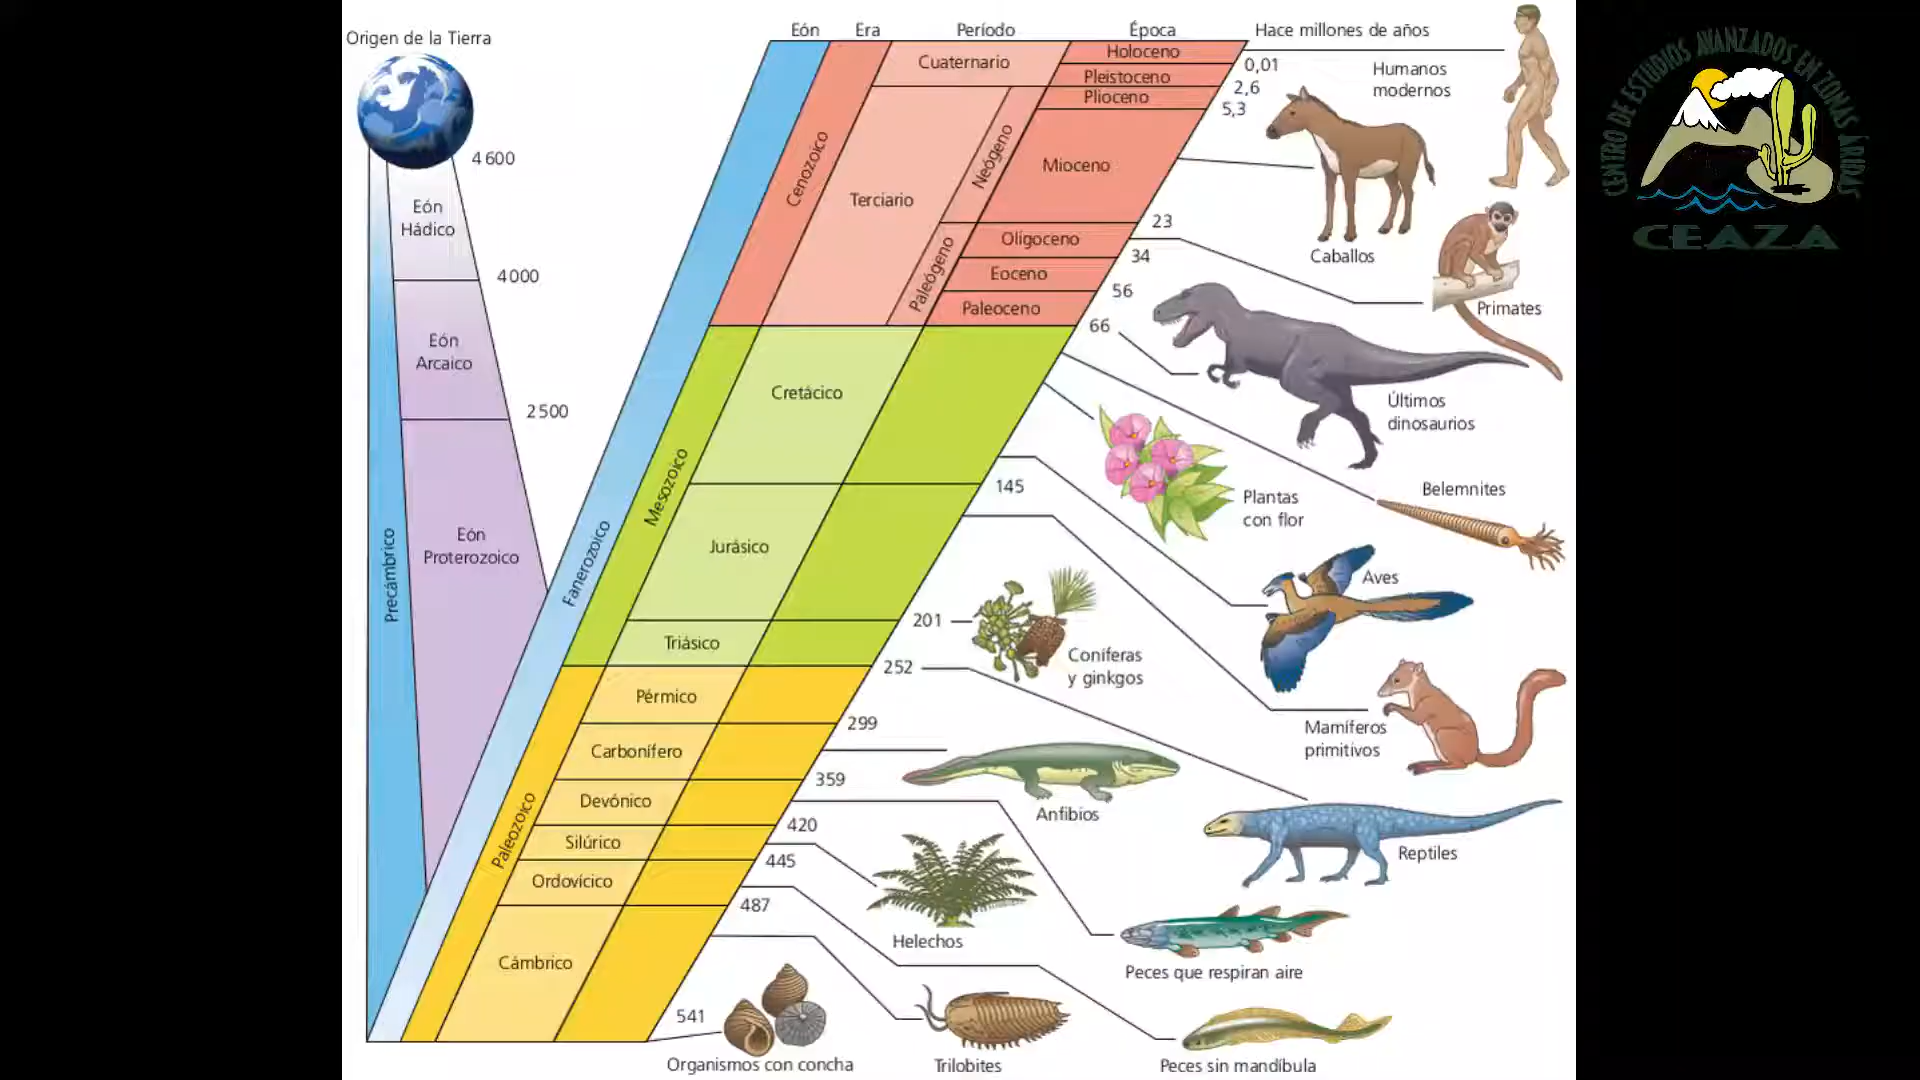 Origen de la Tierra
4 600
Eón
Hádico
4 000
Eón
Arcaico
2 500
Eón
Proterozoico
Precámbrico
Eón
Era
Período
Época
Hace millones de años
Fanerozoico
Cenozoico
Cuaternario
Holoceno
0,01
Pleistoceno
2,6
Plioceno
5,3
Terciario
Neógeno
Mioceno
23
Paleógeno
Oligoceno
34
Eoceno
56
Paleoceno
66
Mesozoico
Cretácico
145
Jurásico
201
Triásico
252
Paleozoico
Pérmico
299
Carbonífero
359
Devónico
420
Silúrico
445
Ordovícico
487
Cámbrico
541
Humanos
modernos
Caballos
Primates
Últimos
dinosaurios
Belemnites
Plantas
con flor
Aves
Coníferas
y ginkgos
Mamíferos
primitivos
Anfibios
Reptiles
Helechos
Peces que respiran aire
Organismos con concha
Trilobites
Peces sin mandíbula
CENTRO DE ESTUDIOS AVANZADOS EN ZONAS ÁRIDAS
CEAZA